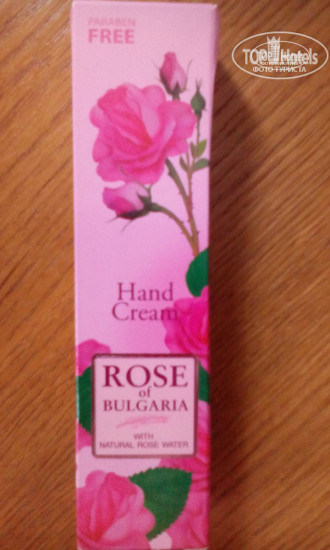 PARABEN
FREE
TOP Hotels
ФОТО ТУРИСТА
Hand
Cream
ROSE
of
BULGARIA
WITH
NATURAL ROSE WATER